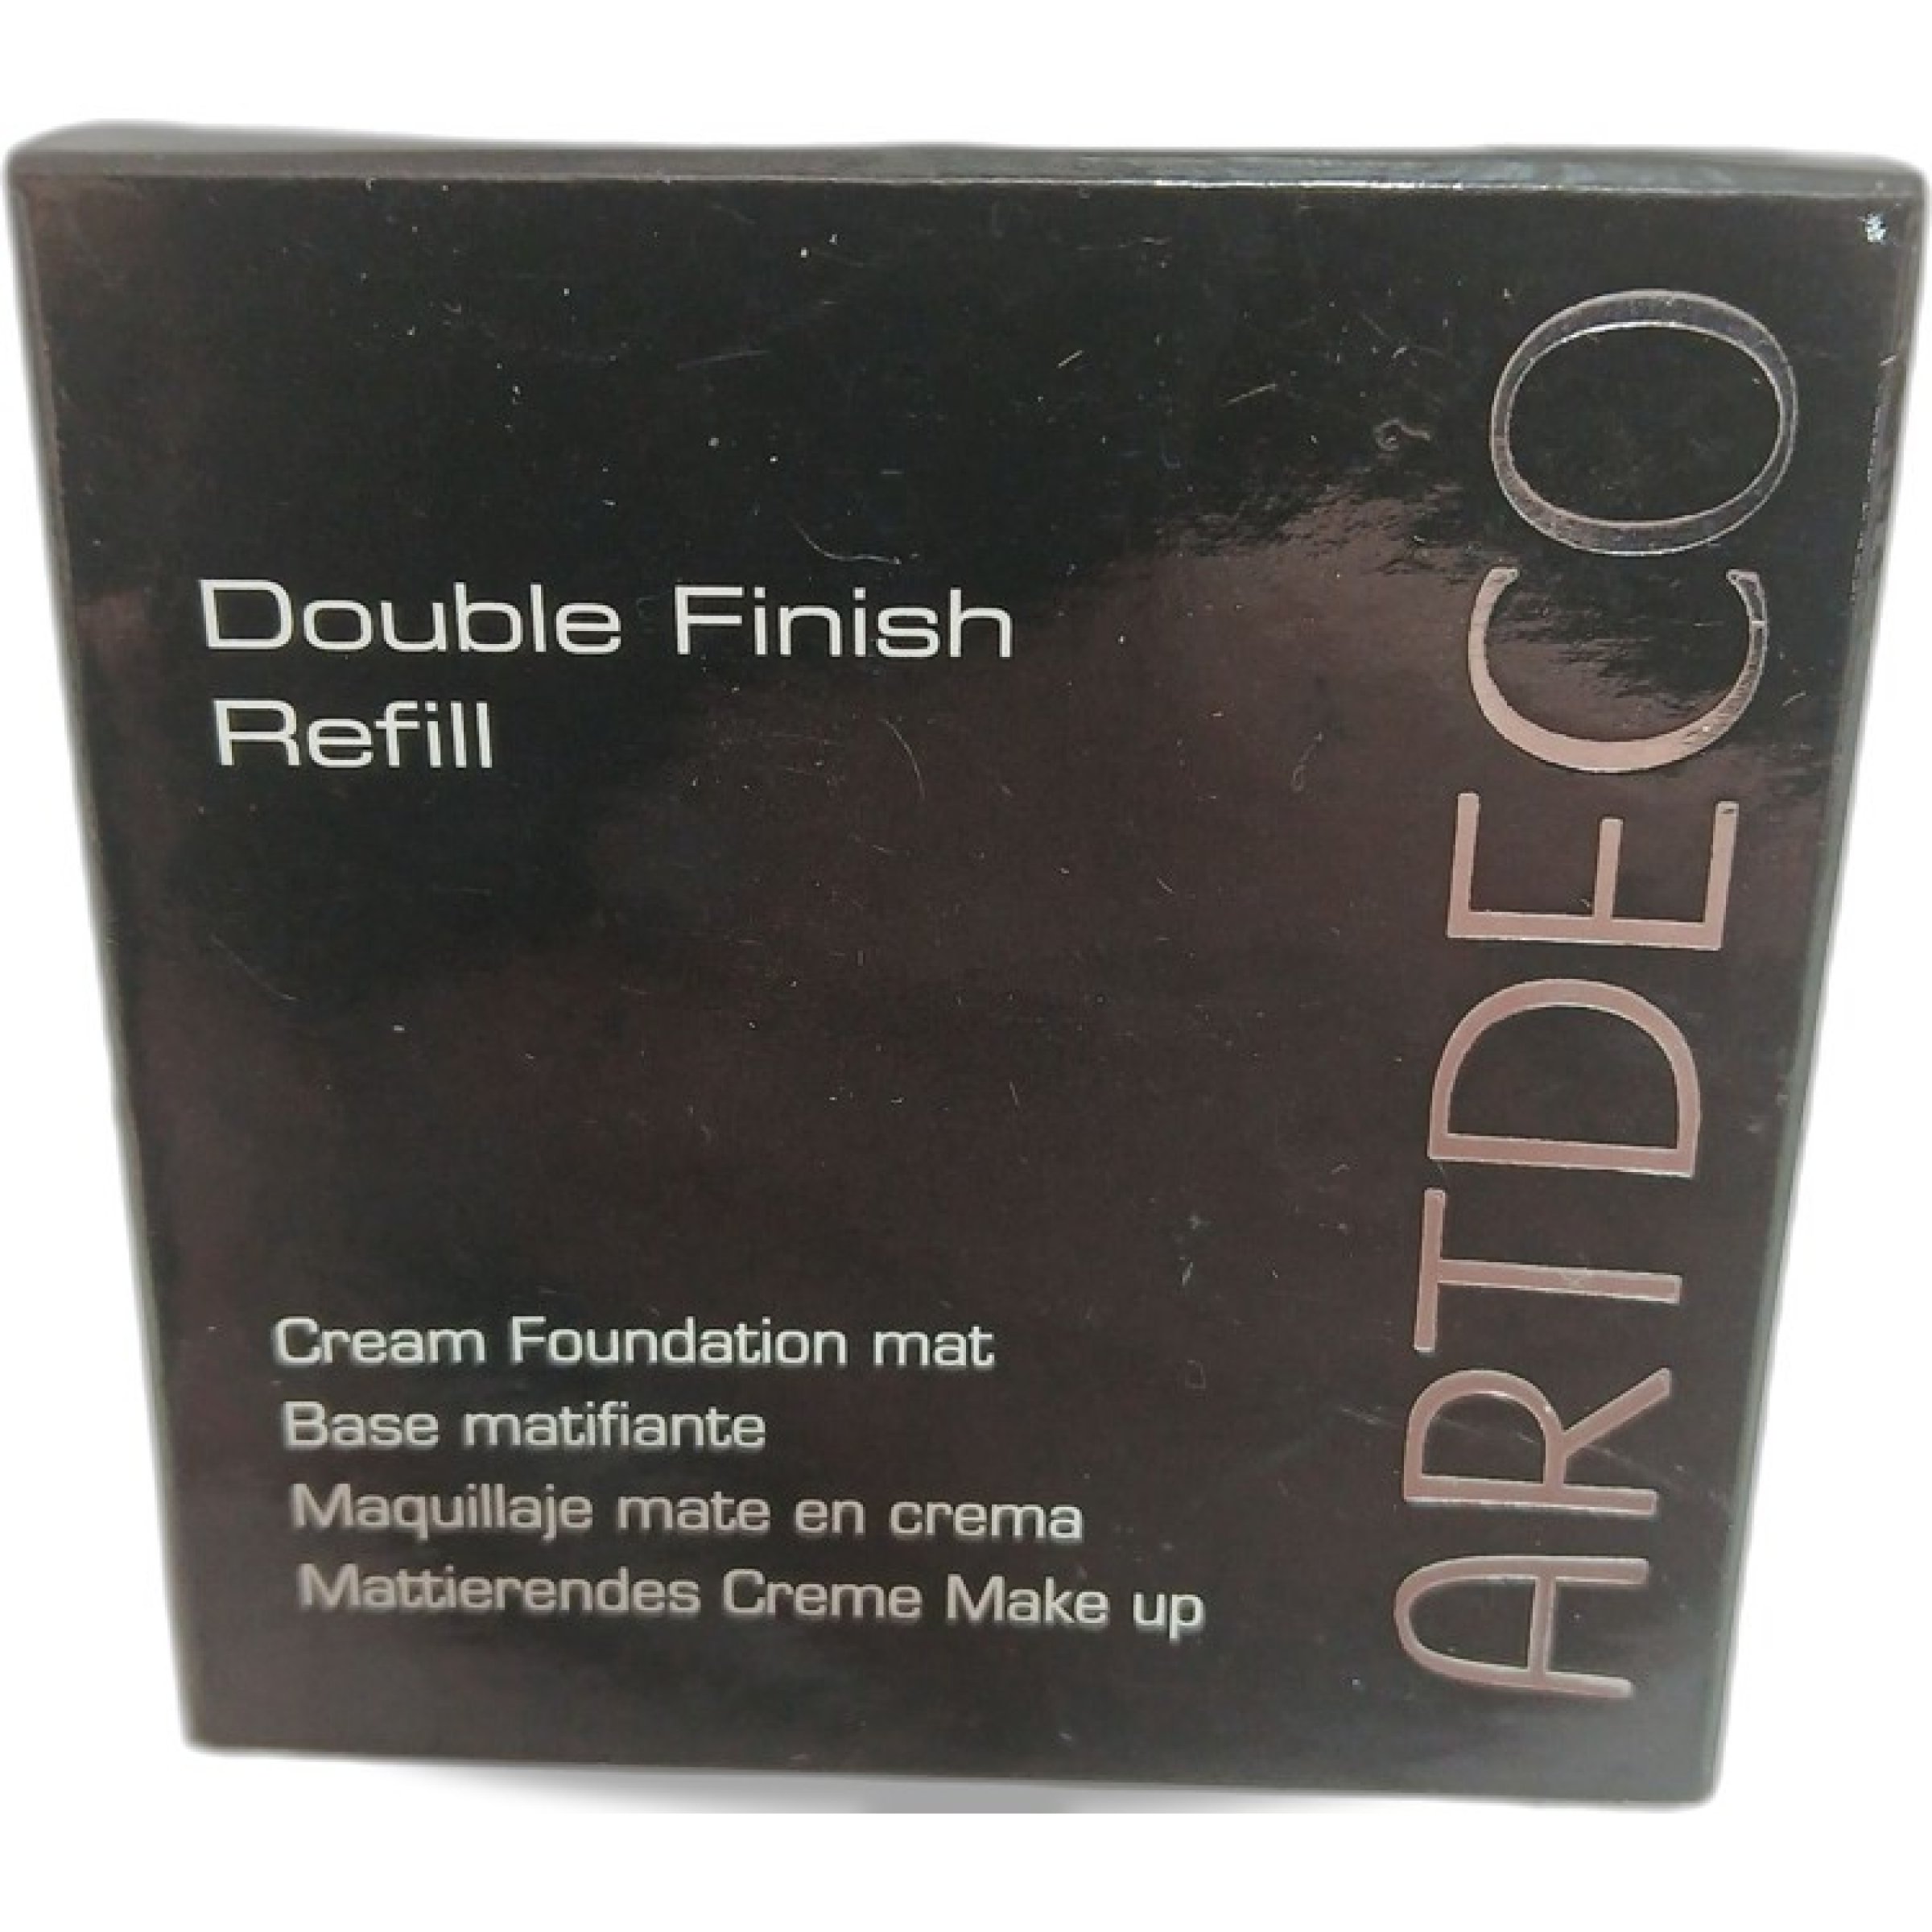 Double Finish
Refill
Cream Foundation mat
Base matifiante
Maquillaje mate en crema
Mattierendes Creme Make up
ARTDECO